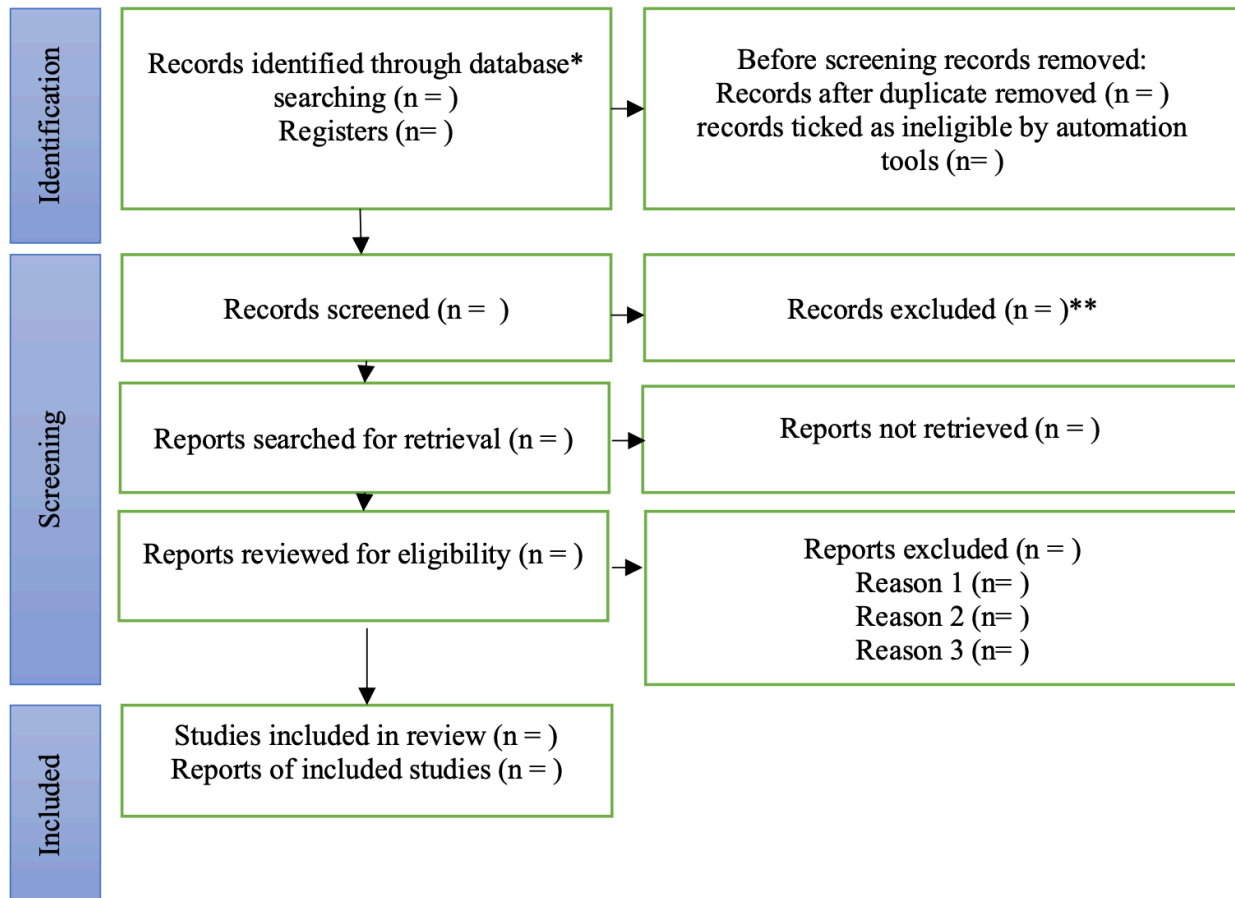 Identification
Records identified through database*
searching (n = )
Registers (n= )
Before screening records removed:
Records after duplicate removed (n = )
records ticked as ineligible by automation
tools (n= )
Screening
Records screened (n =  )
Records excluded (n = )**
Reports searched for retrieval (n = )
Reports not retrieved (n = )
Reports reviewed for eligibility (n = )
Reports excluded (n = )
Reason 1 (n= )
Reason 2 (n= )
Reason 3 (n= )
Included
Studies included in review (n = )
Reports of included studies (n = )